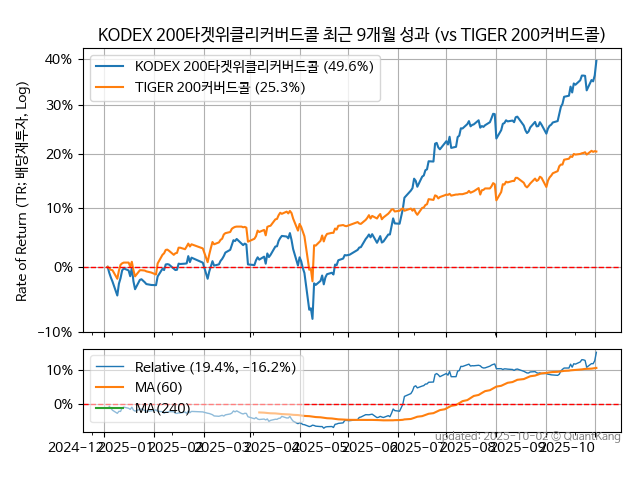 KODEX 200타겟위클리커버드콜 최근 9개월 성과 (vs TIGER 200커버드콜)
Rate of Return (TR: 배당재투자, Log)
40%
30%
20%
10%
0%
−10%
KODEX 200타겟위클리커버드콜 (49.6%)
TIGER 200커버드콜 (25.3%)
10%
0%
Relative (19.4%, −16.2%)
MA(60)
MA(240)
updated: 2025-10-02 © QuantKang
2024-12 2025-01 2025-02 2025-03 2025-04 2025-05 2025-06 2025-07 2025-08 2025-09 2025-10